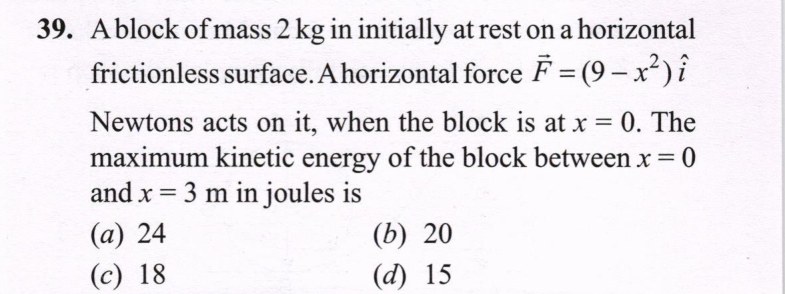 39. A block of mass 2 kg in initially at rest on a horizontal
frictionless surface. A horizontal force $\vec{F} = (9 - x^2)\hat{i}$
Newtons acts on it, when the block is at x = 0. The
maximum kinetic energy of the block between x = 0
and x = 3 m in joules is
(a) 24 (b) 20
(c) 18 (d) 15